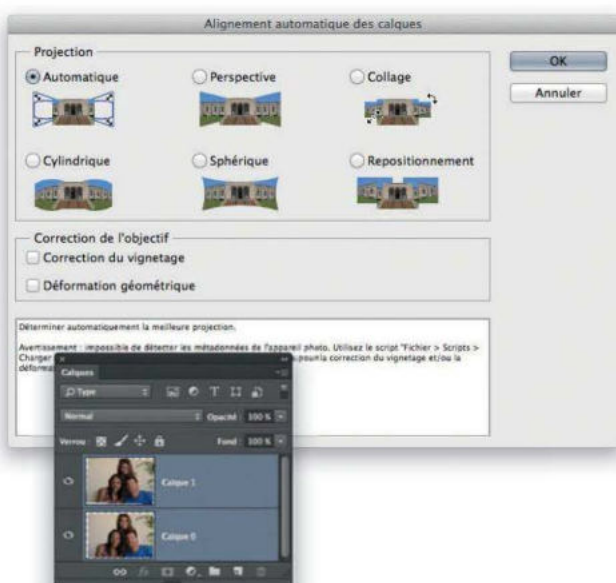 Alignement automatique des calques
Projection
Automatique
Perspective
Collage
Cylindrique
Sphérique
Repositionnement
OK
Annuler
Correction de l'objectif
Correction du vignetage
Déformation géométrique
Déterminer automatiquement la meilleure projection.
Avertissement : impossible de détecter les métadonnées de l'appareil photo. Utilisez le script "Fichier > Scripts >
Charger pour la correction du vignetage et/ou la
Calques
Type
Normal
Opacité : 100 %
Verrou :
Fond : 100 %
Calque 1
Calque 0
fx